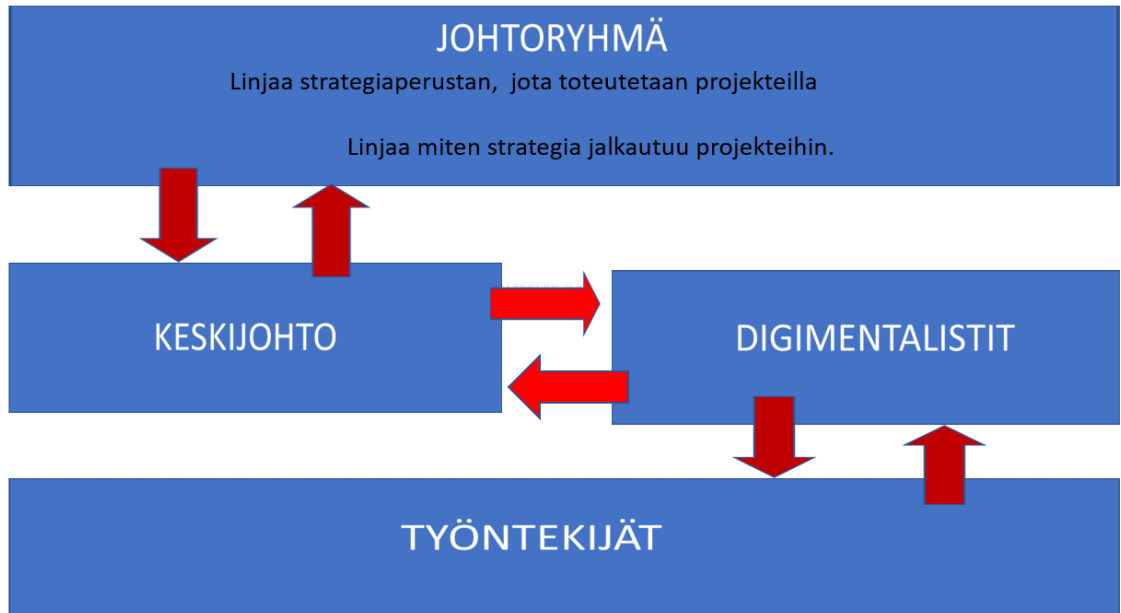 JOHTORYHMÄ
Linjaa strategiaperustan, jota toteutetaan projekteilla
Linjaa miten strategia jalkautuu projekteihin.
KESKIJOHTO
DIGIMENTALISTIT
TYÖNTEKIJÄT